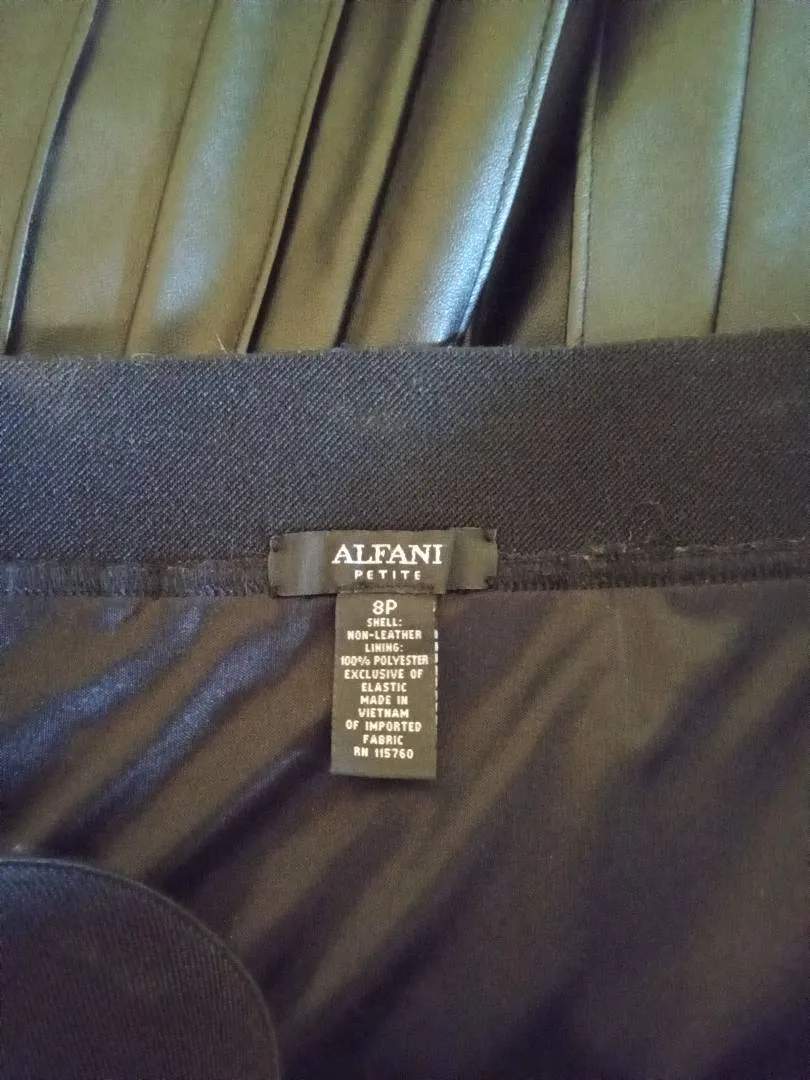 ALFANI
PETITE
8P
SHELL:
NON-LEATHER
LINING:
100% POLYESTER
EXCLUSIVE OF
ELASTIC
MADE IN
VIETNAM
OF IMPORTED
FABRIC
RN 115760